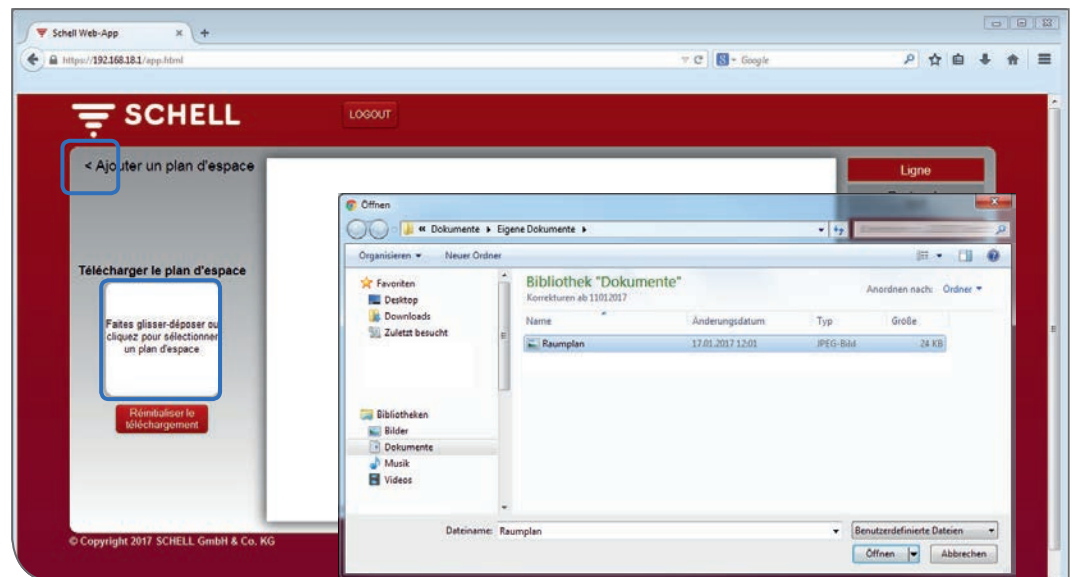 Schell Web-App
https://192.168.18.1/app.html
Google
SCHELL
LOGOUT
< Ajouter un plan d'espace
Ligne
Télécharger le plan d'espace
Faites glisser-déposer ou
cliquez pour sélectionner
un plan d'espace
Réinitialiser le
téléchargement
© Copyright 2017 SCHELL GmbH & Co. KG
Öffnen
« Dokumente Eigene Dokumente
Organisieren Neuer Ordner
Favoriten
Desktop
Downloads
Zuletzt besucht
Bibliotheken
Bilder
Dokumente
Musik
Videos
Bibliothek "Dokumente"
Korrekturen ab 11012017
Anordnen nach: Ordner
Name Änderungsdatum Typ Größe
Raumplan 17.01.2017 12:01 JPEG-Bild 24 KB
Dateiname: Raumplan
Benutzerdefinierte Dateien
Öffnen Abbrechen